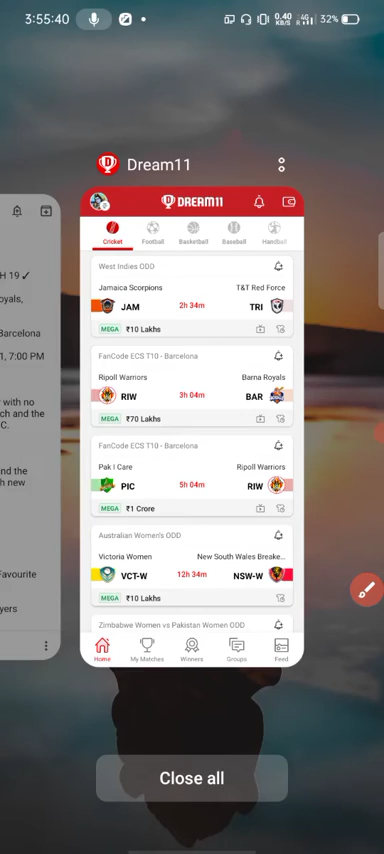 3:55:40
0.40 KB/S
4G
R
32%
Dream11
DREAM11
Cricket Football Basketball Baseball Handball
West Indies ODD
Jamaica Scorpions T&T Red Force
JAM 2h 34m TRI
MEGA ₹10 Lakhs
FanCode ECS T10 - Barcelona
Ripoll Warriors Barna Royals
RIW 3h 04m BAR
MEGA ₹70 Lakhs
FanCode ECS T10 - Barcelona
Pak I Care Ripoll Warriors
PIC 5h 04m RIW
MEGA ₹1 Crore
Australian Women's ODD
Victoria Women New South Wales Breake...
VCT-W 12h 34m NSW-W
MEGA ₹10 Lakhs
Zimbabwe Women vs Pakistan Women ODD
Home My Matches Winners Groups Feed
H 19 ✓
oyals,
Barcelona
1, 7:00 PM
with no
ch and the
C.
nd the
h new
Favourite
yers
Close all